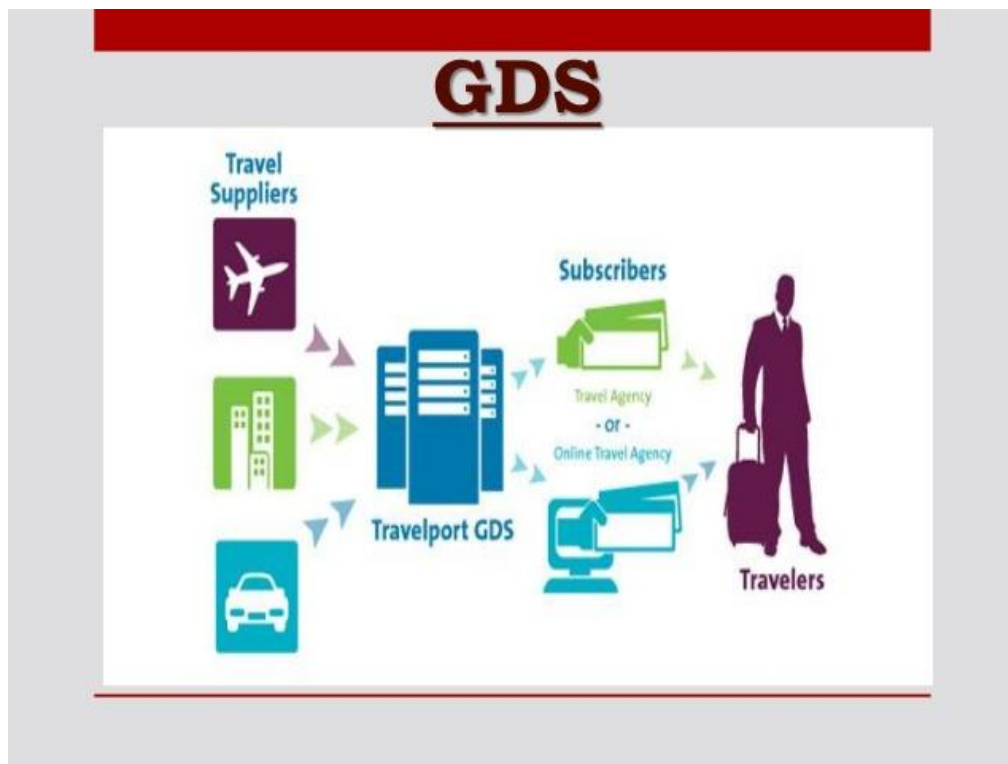 GDS
Travel
Suppliers
Travelport GDS
Subscribers
Travel Agency
- or -
Online Travel Agency
Travelers